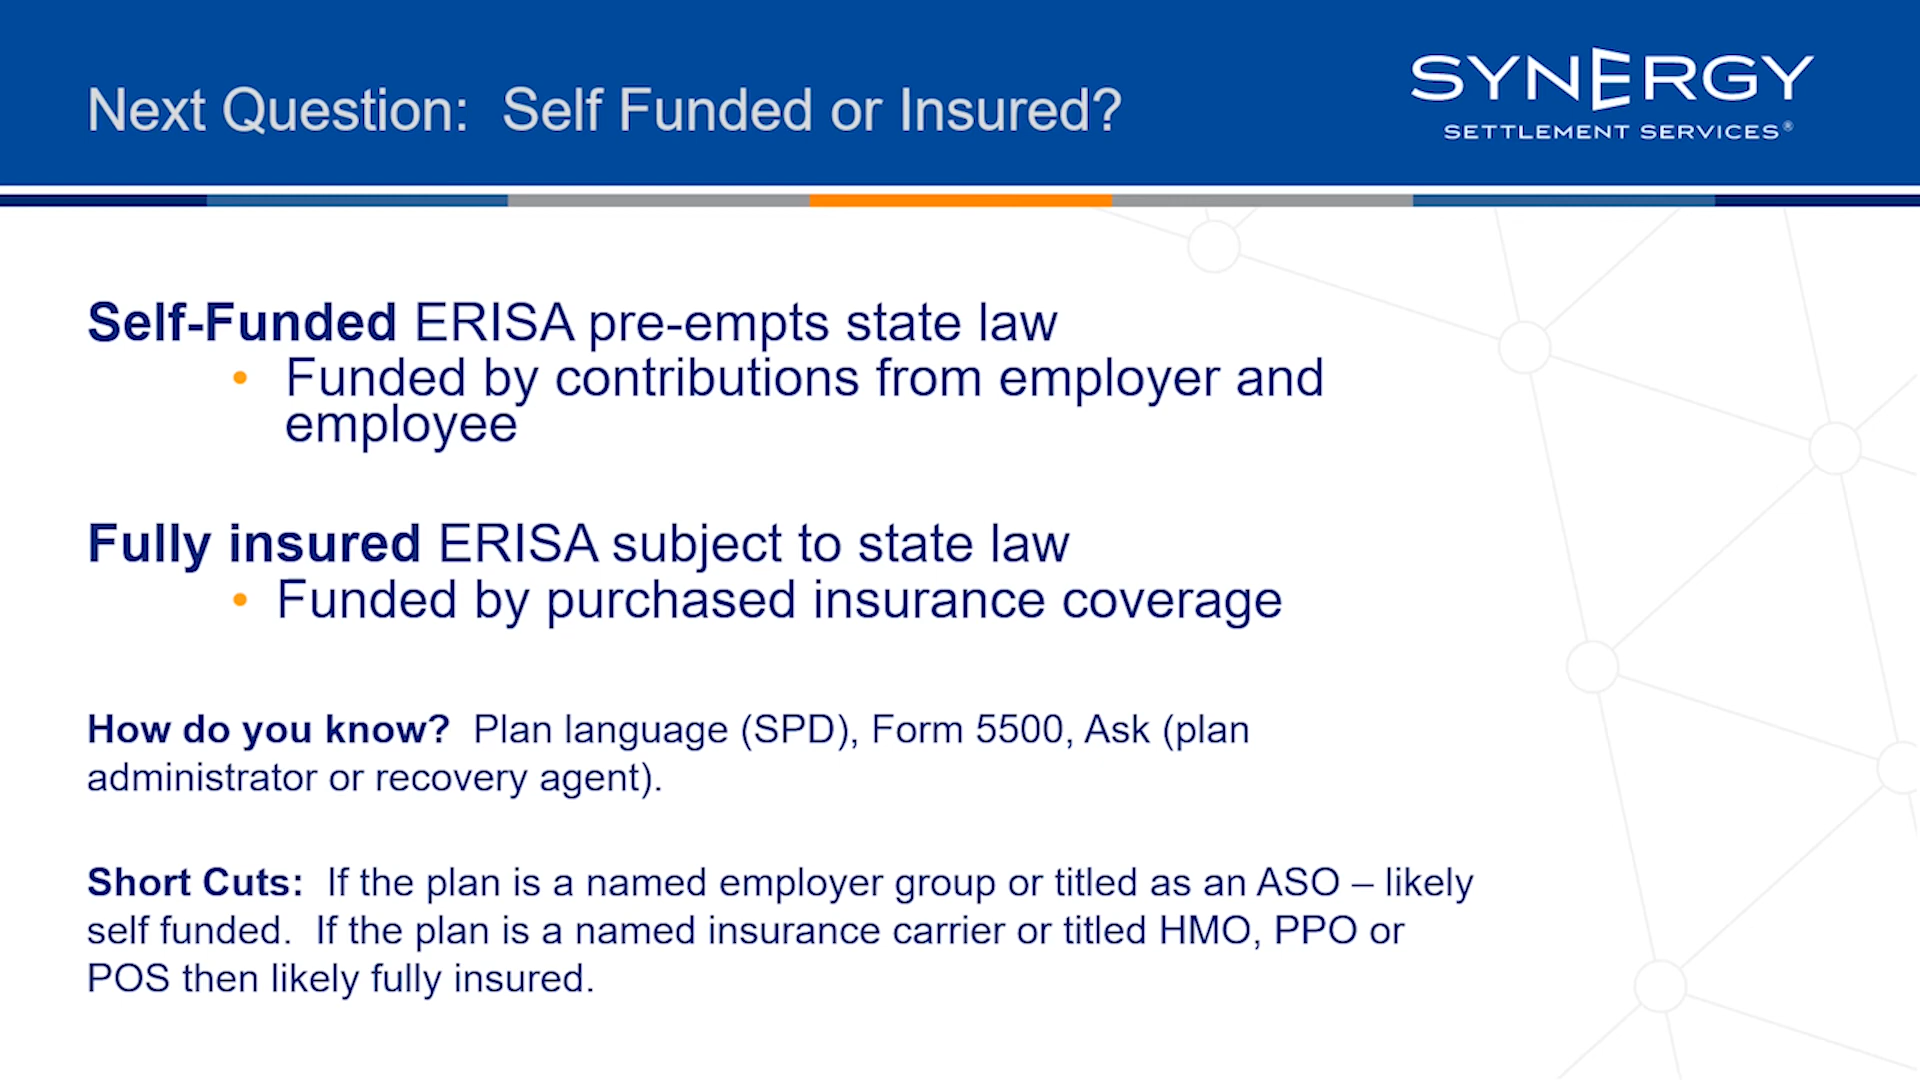 Next Question: Self Funded or Insured?
SYNERGY
SETTLEMENT SERVICES®
Self-Funded ERISA pre-empts state law
• Funded by contributions from employer and
employee
Fully insured ERISA subject to state law
• Funded by purchased insurance coverage
How do you know? Plan language (SPD), Form 5500, Ask (plan
administrator or recovery agent).
Short Cuts: If the plan is a named employer group or titled as an ASO – likely
self funded. If the plan is a named insurance carrier or titled HMO, PPO or
POS then likely fully insured.